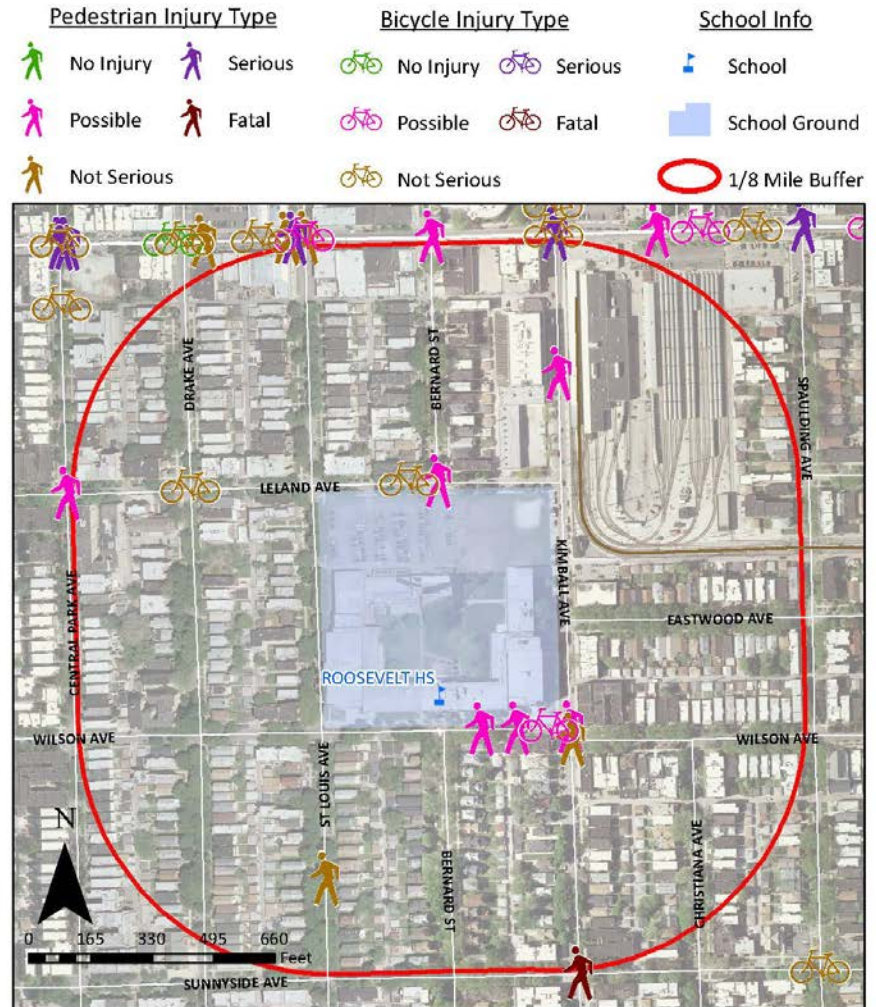 Pedestrian Injury Type
Bicycle Injury Type
School Info
No Injury
Serious
No Injury
Serious
School
Possible
Fatal
Possible
Fatal
School Ground
Not Serious
Not Serious
1/8 Mile Buffer
DRAKE AVE
BERNARD ST
SPAULDING AVE
LELAND AVE
CENTRAL PARK AVE
KIMBALL AVE
EASTWOOD AVE
ROOSEVELT HS
WILSON AVE
WILSON AVE
ST LOUIS AVE
BERNARD ST
CHRISTIANA AVE
N
0 165 330 495 660
Feet
SUNNYSIDE AVE